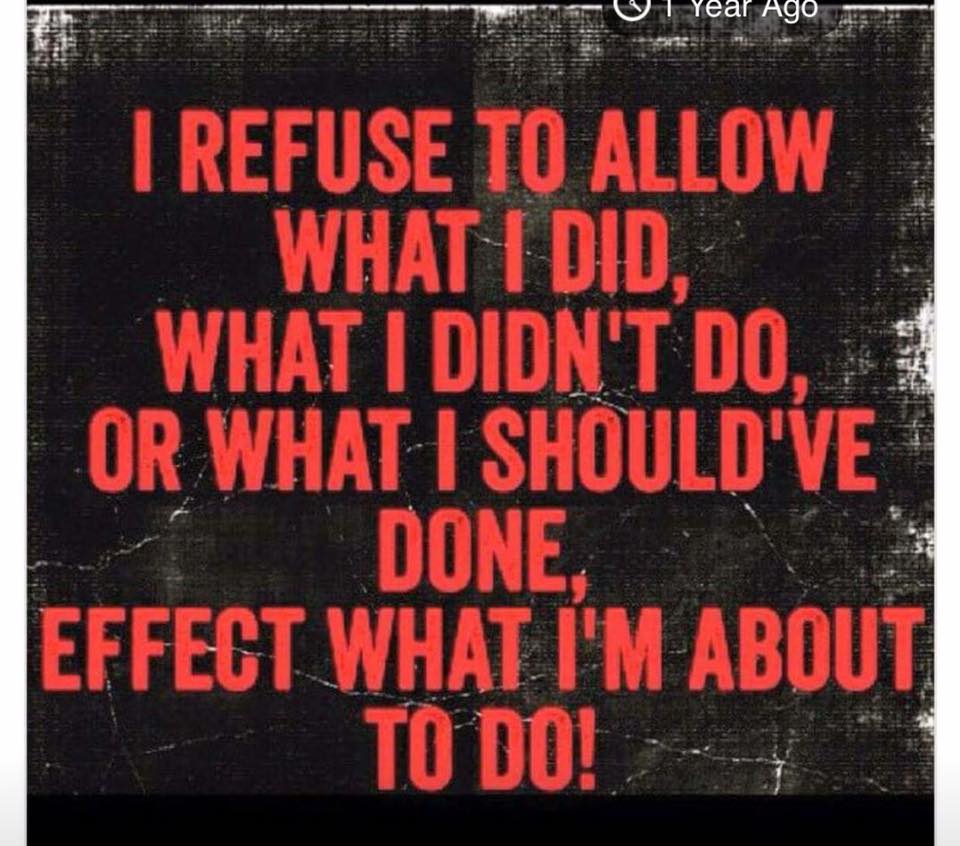 1 Year Ago
I REFUSE TO ALLOW
WHAT I DID,
WHAT I DIDN'T DO,
OR WHAT I SHOULD'VE
DONE,
EFFECT WHAT I'M ABOUT
TO DO!